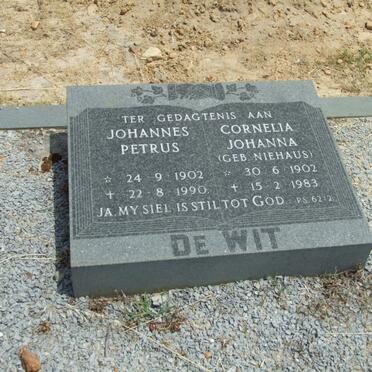 TER GEDAGTENIS AAN
JOHANNES PETRUS
☆ 24 9 1902
† 22 8 1990
CORNELIA JOHANNA
(GEB. NIEHAUS)
☆ 30 6 1902
† 15 2 1983
JA, MY SIEL IS STIL TOT GOD PS. 62:2
DE WIT